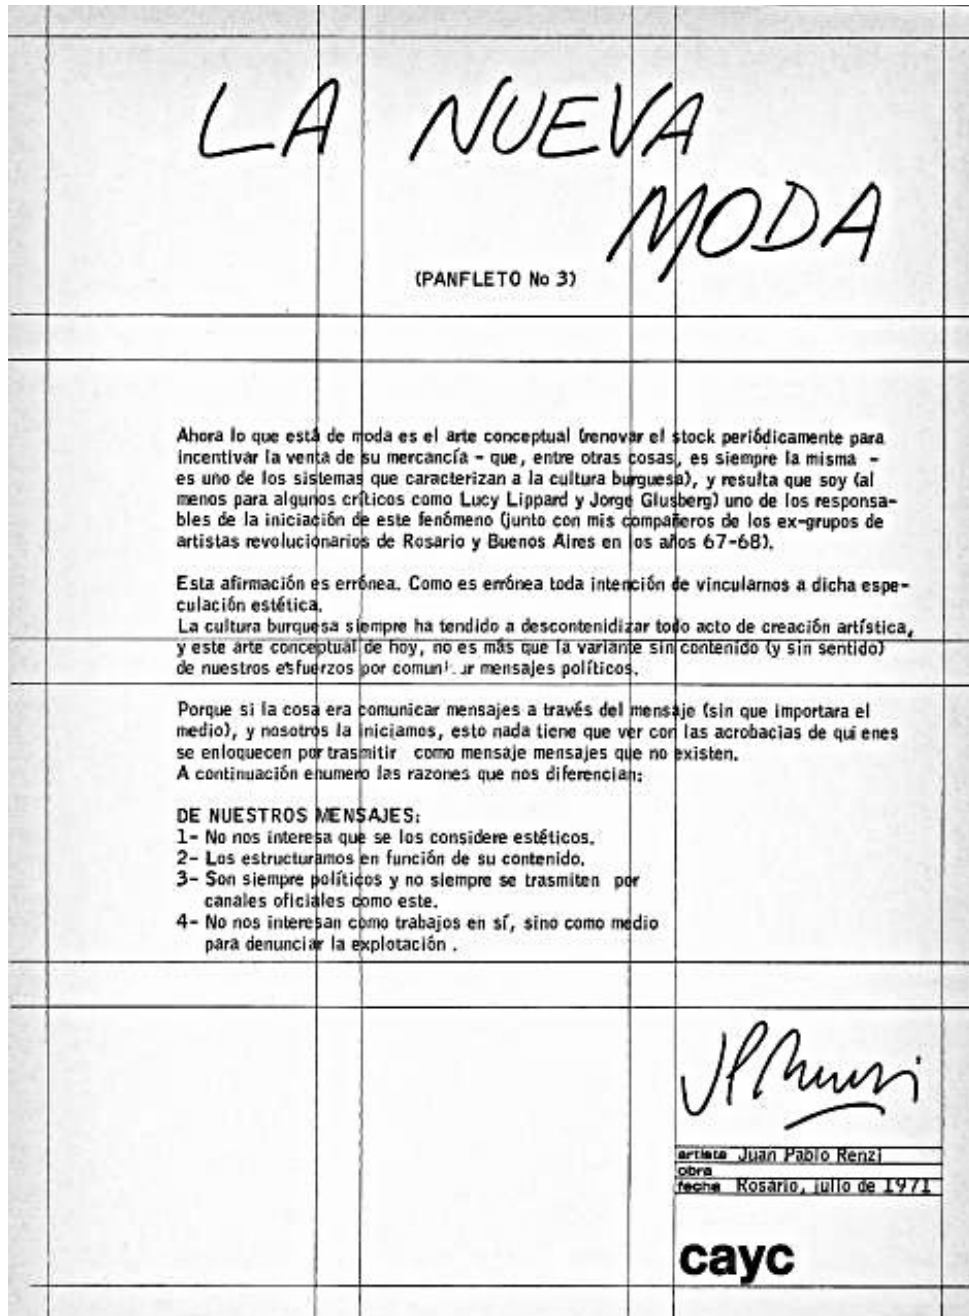 LA NUEVA
MODA
(PANFLETO No 3)
Ahora lo que está de moda es el arte conceptual (renovar el stock periódicamente para
incentivar la venta de su mercancía - que, entre otras cosas, es siempre la misma -
es uno de los sistemas que caracterizan a la cultura burguesa), y resulta que soy (al
menos para algunos críticos como Lucy Lippard y Jorge Glusberg) uno de los responsa-
bles de la iniciación de este fenómeno (junto con mis compañeros de los ex-grupos de
artistas revolucionarios de Rosario y Buenos Aires en los años 67-68).
Esta afirmación es errónea. Como es errónea toda intención de vincularnos a dicha espe-
culación estética.
La cultura burquesa siempre ha tendido a descontenidizar todo acto de creación artística,
y este arte conceptual de hoy, no es más que la variante sin contenido (y sin sentido)
de nuestros esfuerzos por mensajes políticos.
Porque si la cosa era comunicar mensajes a través del mensaje (sin que importara el
medio), y nosotros la iniciamos, esto nada tiene que ver con las acrobacias de qui enes
se enloquecen por trasmitir como mensaje mensajes que no existen.
A continuación enumero las razones que nos diferencian:
DE NUESTROS MENSAJES:
1- No nos interesa que se los considere estéticos.
2- Los estructuramos en función de su contenido.
3- Son siempre políticos y no siempre se trasmiten por
canales oficiales como este.
4- No nos interesan como trabajos en sí, sino como medio
para denunciar la explotación .
JPRenzi
artista Juan Pablo Renzi
obra
fecha Rosario, julio de 1971
cayc